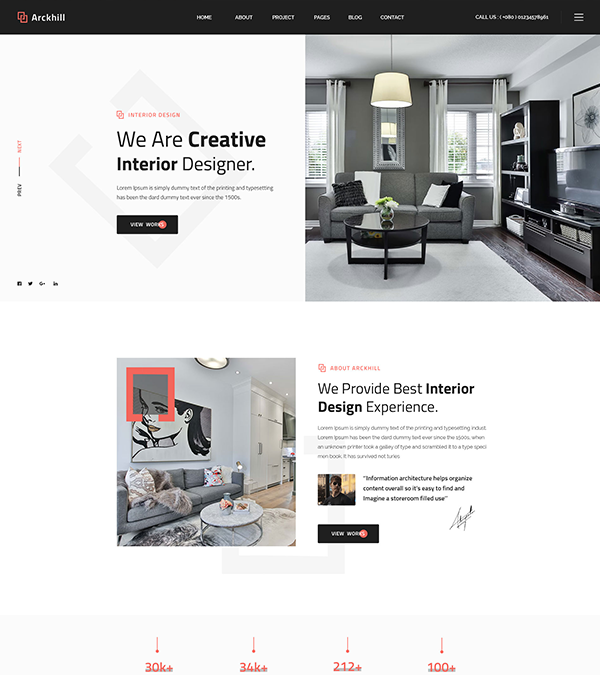 Arckhill
HOME ABOUT PROJECT PAGES BLOG CONTACT
CALL US : ( +080 ) 01234578961
NEXT
PREV
INTERIOR DESIGN
We Are Creative
Interior Designer.
Lorem Ipsum is simply dummy text of the printing and typesetting
has been the dard dummy text ever since the 1500s.
VIEW WORKS
ABOUT ARCKHILL
We Provide Best Interior
Design Experience.
Lorem Ipsum is simply dummy text of the printing and typesetting indust
Lorem Ipsum has been the industry's standard dummy text ever since the 1500s, when
an unknown printer took a galley of type and scrambled it to a type speci
men book. It has survived not tunies
"Information architecture helps organize
content overall so it's easy to find and
Imagine a storeroom filled use"
VIEW WORKS
30k+ 34k+ 212+ 100+